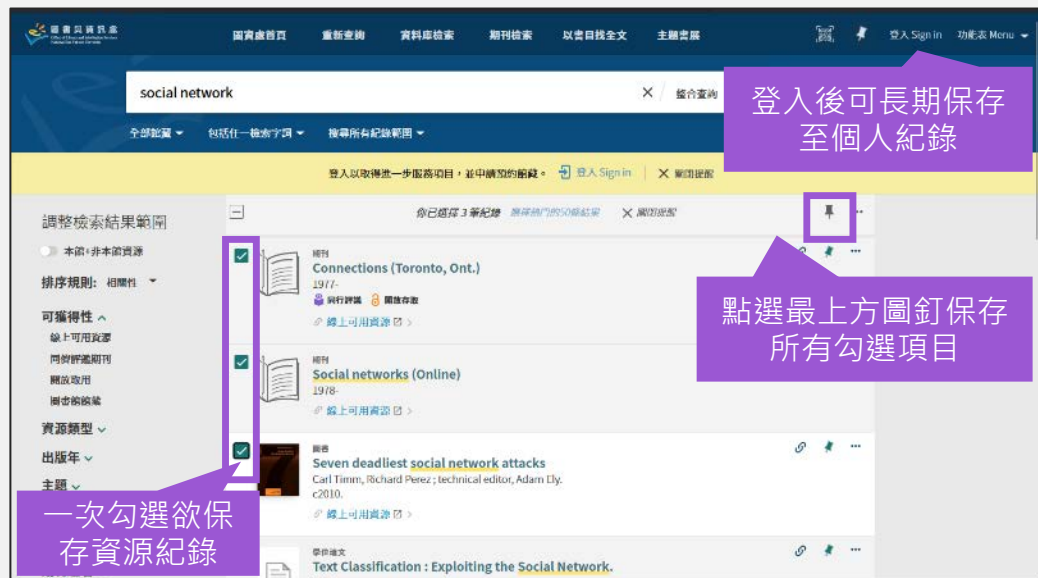 圖書與資訊處
圖資處首頁 重新查詢 資料庫檢索 期刊檢索 以書目找全文 主題書展 登入 Sign in 功能表 Menu
social network
整合查詢
登入後可長期保存
至個人紀錄
全部館藏 包括任一檢索字詞 搜尋所有紀錄範圍
登入以取得進一步服務項目,並申請預約館藏。 登入 Sign in 關閉提醒
調整檢索結果範圍
你已選擇 3 筆紀錄 選擇熱門的50個結果 關閉提醒
本館+非本館資源
排序規則: 相關性
可獲得性
線上可用資源
同儕評鑑期刊
開放取用
圖書館館藏
資源類型
出版年
主題
期刊
Connections (Toronto, Ont.)
1977-
同行評議 開放存取
線上可用資源
點選最上方圖釘保存
所有勾選項目
期刊
Social networks (Online)
1978-
線上可用資源
圖書
Seven deadliest social network attacks
Carl Timm, Richard Perez ; technical editor, Adam Ely.
c2010.
線上可用資源
一次勾選欲保
存資源紀錄
學位論文
Text Classification : Exploiting the Social Network.